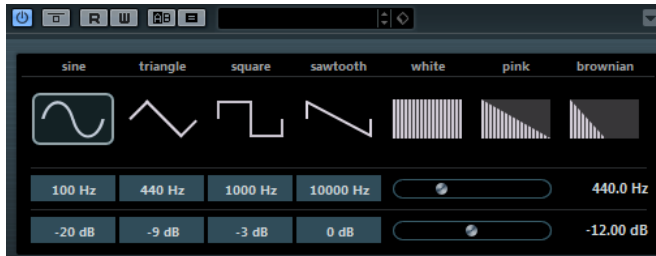 R W AB
sine triangle square sawtooth white pink brownian
100 Hz 440 Hz 1000 Hz 10000 Hz 440.0 Hz
-20 dB -9 dB -3 dB 0 dB -12.00 dB